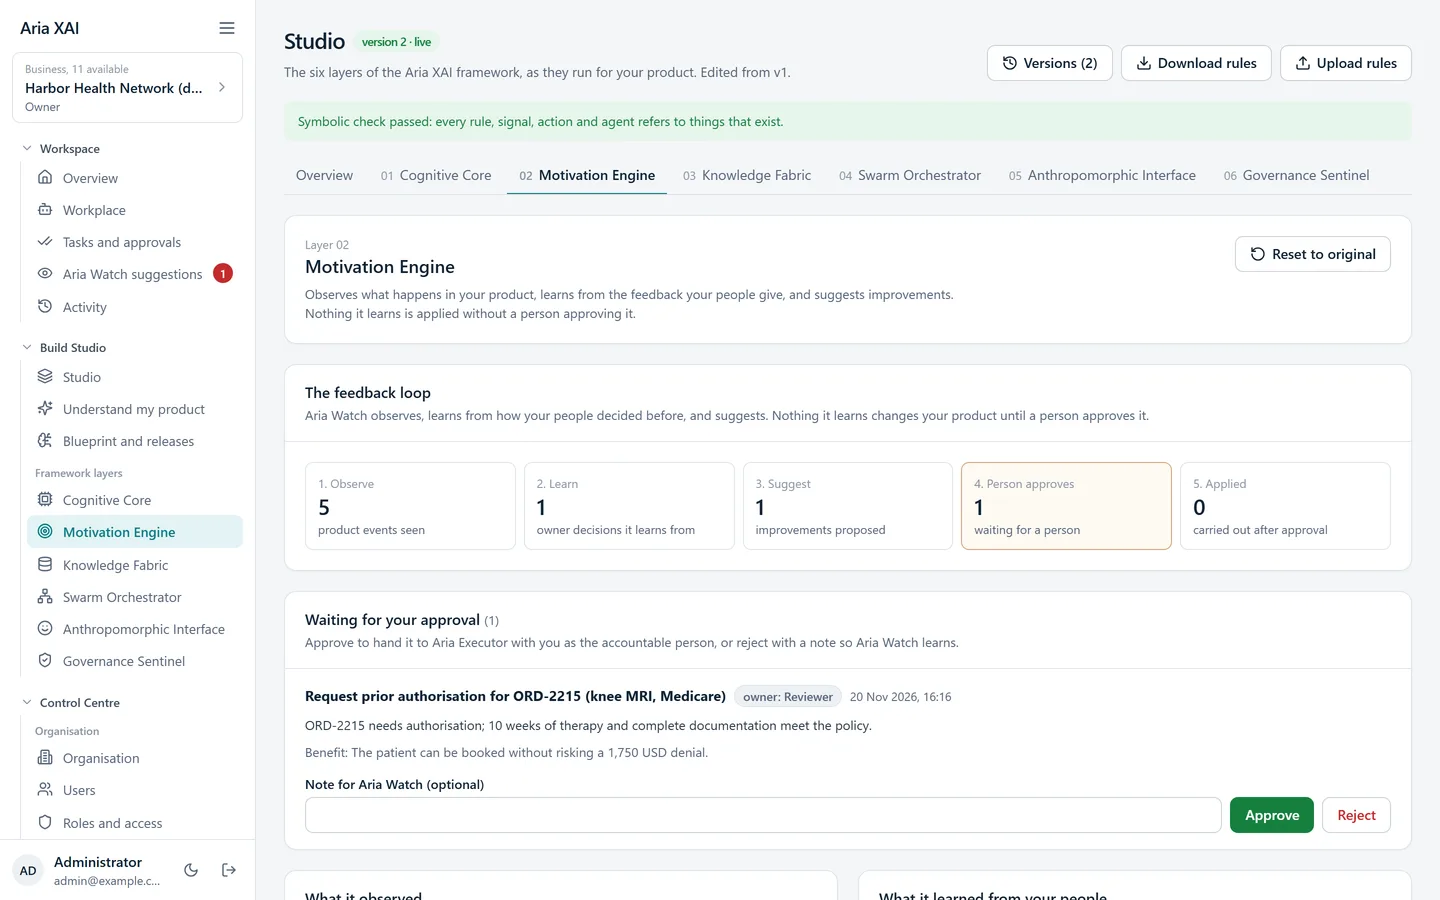 Aria XAI
Business, 11 available
Harbor Health Network (d...
Owner
Workspace
Overview
Workplace
Tasks and approvals
Aria Watch suggestions 1
Activity
Build Studio
Studio
Understand my product
Blueprint and releases
Framework layers
Cognitive Core
Motivation Engine
Knowledge Fabric
Swarm Orchestrator
Anthropomorphic Interface
Governance Sentinel
Control Centre
Organisation
Organisation
Users
Roles and access
AD
Administrator
admin@example.c...
Studio version 2 · live
The six layers of the Aria XAI framework, as they run for your product. Edited from v1.
Versions (2) Download rules Upload rules
Symbolic check passed: every rule, signal, action and agent refers to things that exist.
Overview 01 Cognitive Core 02 Motivation Engine 03 Knowledge Fabric 04 Swarm Orchestrator 05 Anthropomorphic Interface 06 Governance Sentinel
Layer 02
Motivation Engine
Reset to original
Observes what happens in your product, learns from the feedback your people give, and suggests improvements.
Nothing it learns is applied without a person approving it.
The feedback loop
Aria Watch observes, learns from how your people decided before, and suggests. Nothing it learns changes your product until a person approves it.
1. Observe
5
product events seen
2. Learn
1
owner decisions it learns from
3. Suggest
1
improvements proposed
4. Person approves
1
waiting for a person
5. Applied
0
carried out after approval
Waiting for your approval (1)
Approve to hand it to Aria Executor with you as the accountable person, or reject with a note so Aria Watch learns.
Request prior authorisation for ORD-2215 (knee MRI, Medicare) owner: Reviewer 20 Nov 2026, 16:16
ORD-2215 needs authorisation; 10 weeks of therapy and complete documentation meet the policy.
Benefit: The patient can be booked without risking a 1,750 USD denial.
Note for Aria Watch (optional)
Approve Reject
What it observed
What it learned from your people